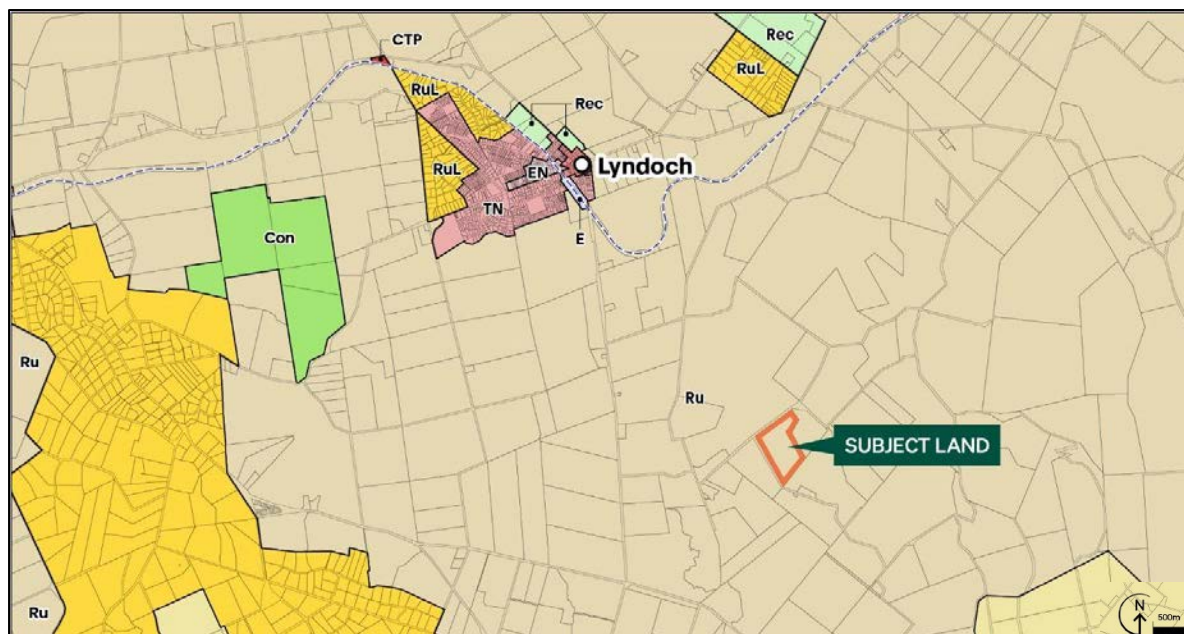 CTP
Rec
RuL
RuL
Rec
RuL
EN
Lyndoch
TN
E
Con
Ru
Ru
SUBJECT LAND
Ru
N
500m